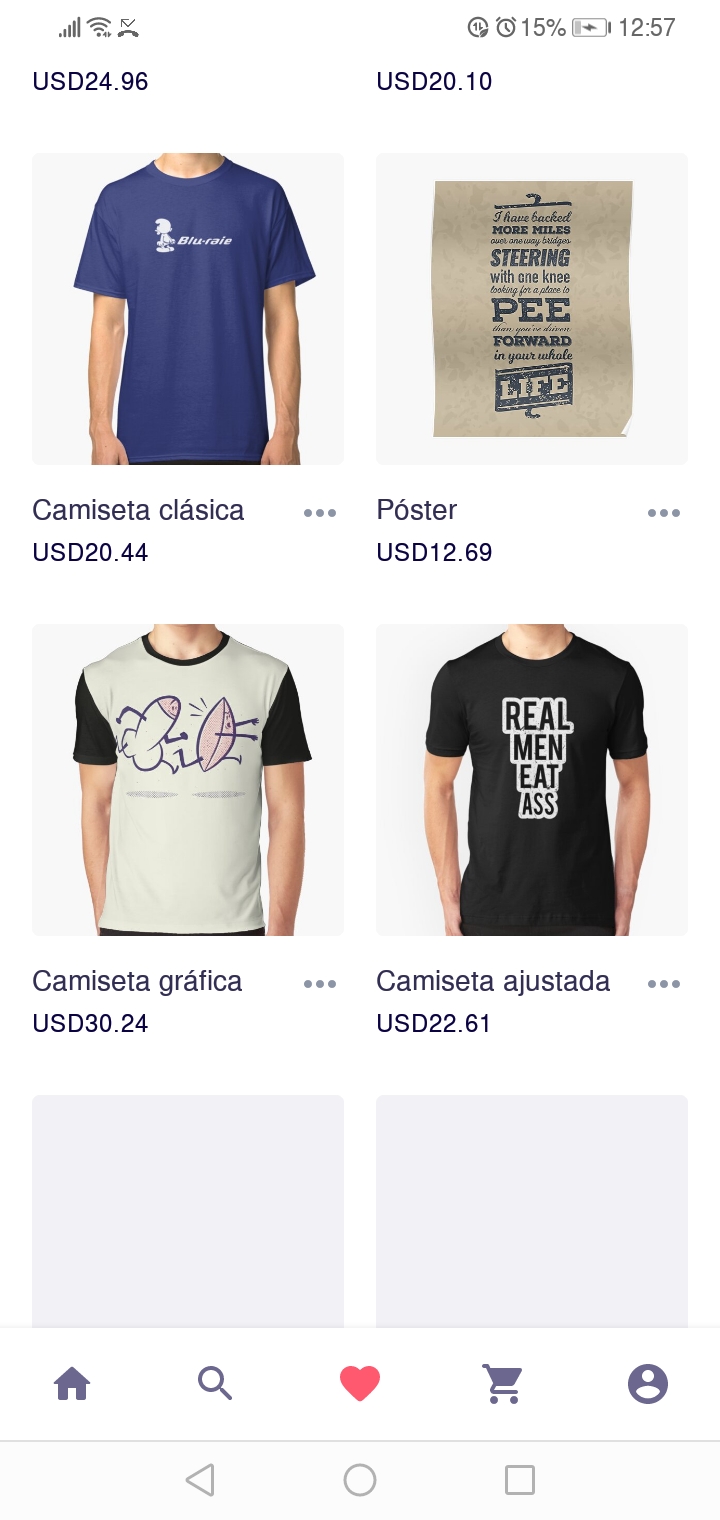 15% 12:57
USD24.96
USD20.10
Blu-raie
I have backed
MORE MILES
over one way bridges
STEERING
with one knee
looking for a place to
PEE
than you've driven
FORWARD
in your whole
LIFE
Camiseta clásica
USD20.44
Póster
USD12.69
REAL
MEN
EAT
ASS
Camiseta gráfica
USD30.24
Camiseta ajustada
USD22.61